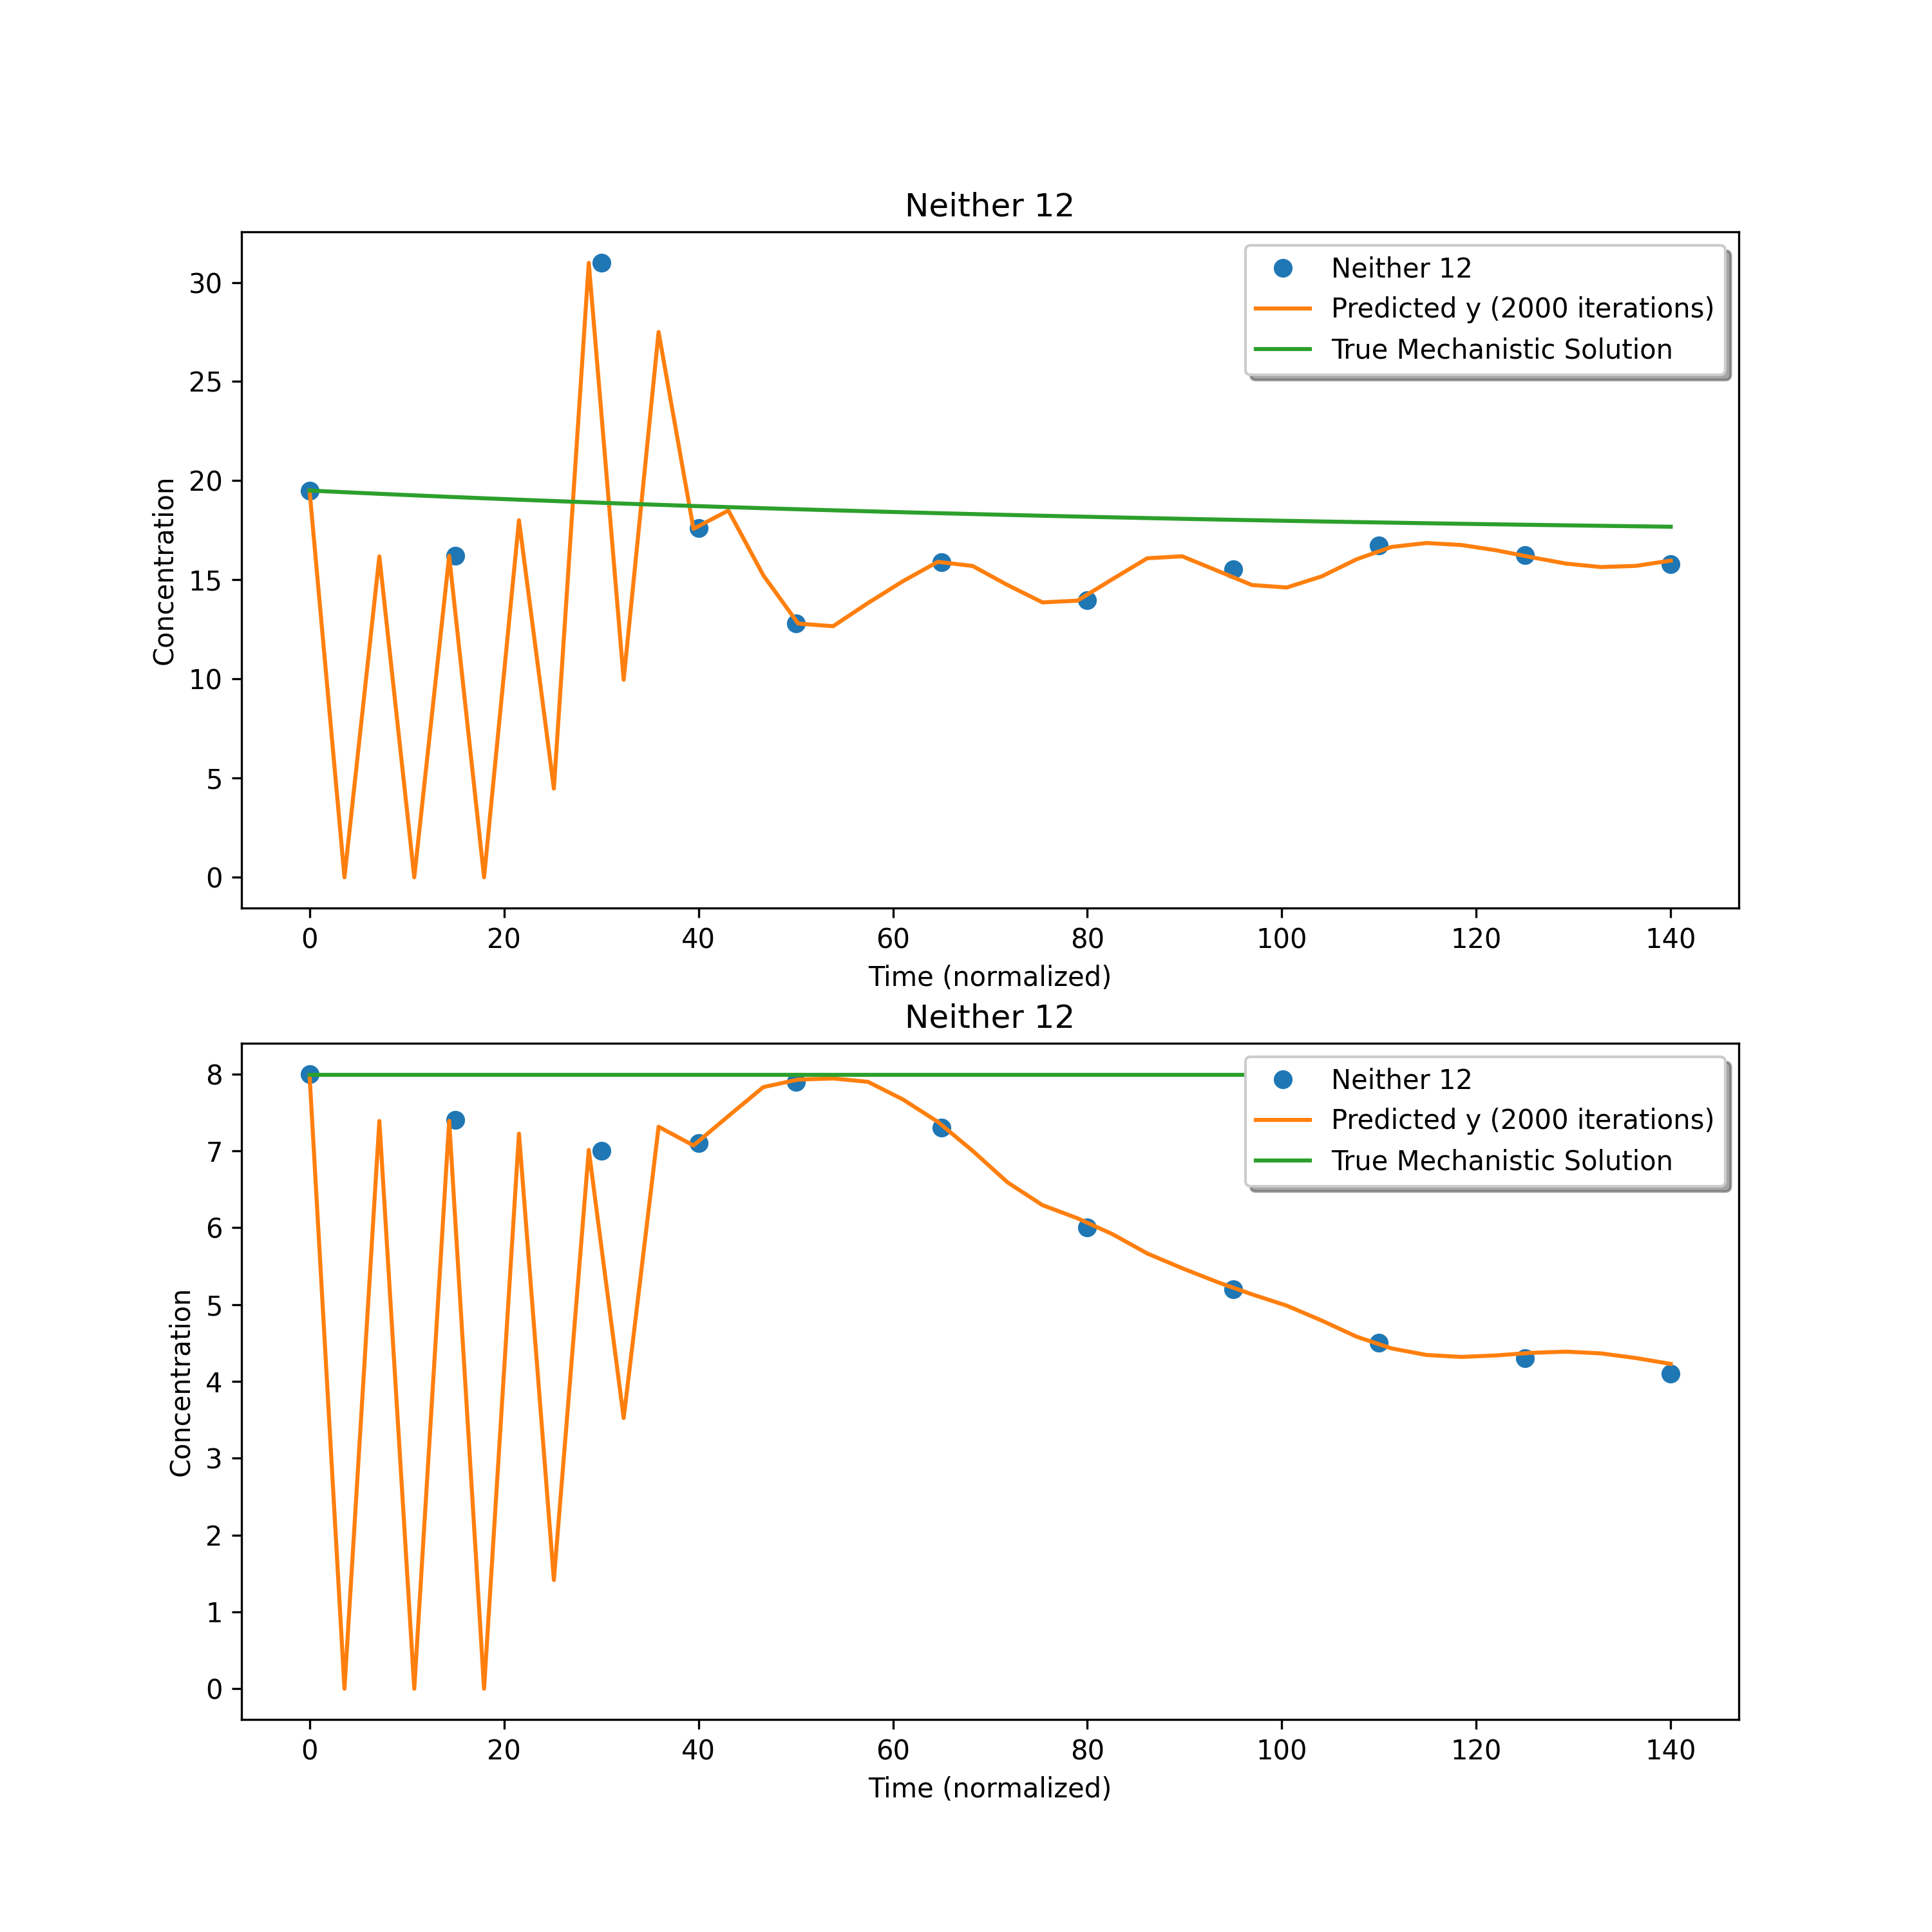 Neither 12
Neither 12
Predicted y (2000 iterations)
True Mechanistic Solution
30
25
20
15
10
5
0
Concentration
0 20 40 60 80 100 120 140
Time (normalized)
Neither 12
Neither 12
Predicted y (2000 iterations)
True Mechanistic Solution
8
7
6
5
4
3
2
1
0
Concentration
0 20 40 60 80 100 120 140
Time (normalized)